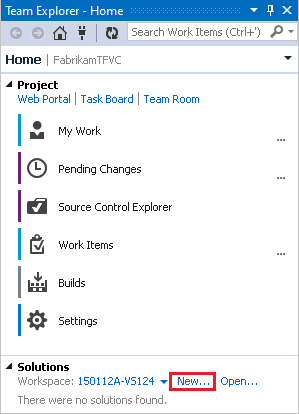 Team Explorer - Home
Search Work Items (Ctrl+')
Home | FabrikamTFVC
Project
Web Portal | Task Board | Team Room
My Work
...
Pending Changes
...
Source Control Explorer
Work Items
...
Builds
Settings
Solutions
Workspace: 150112A-VS124 New... Open...
There were no solutions found.